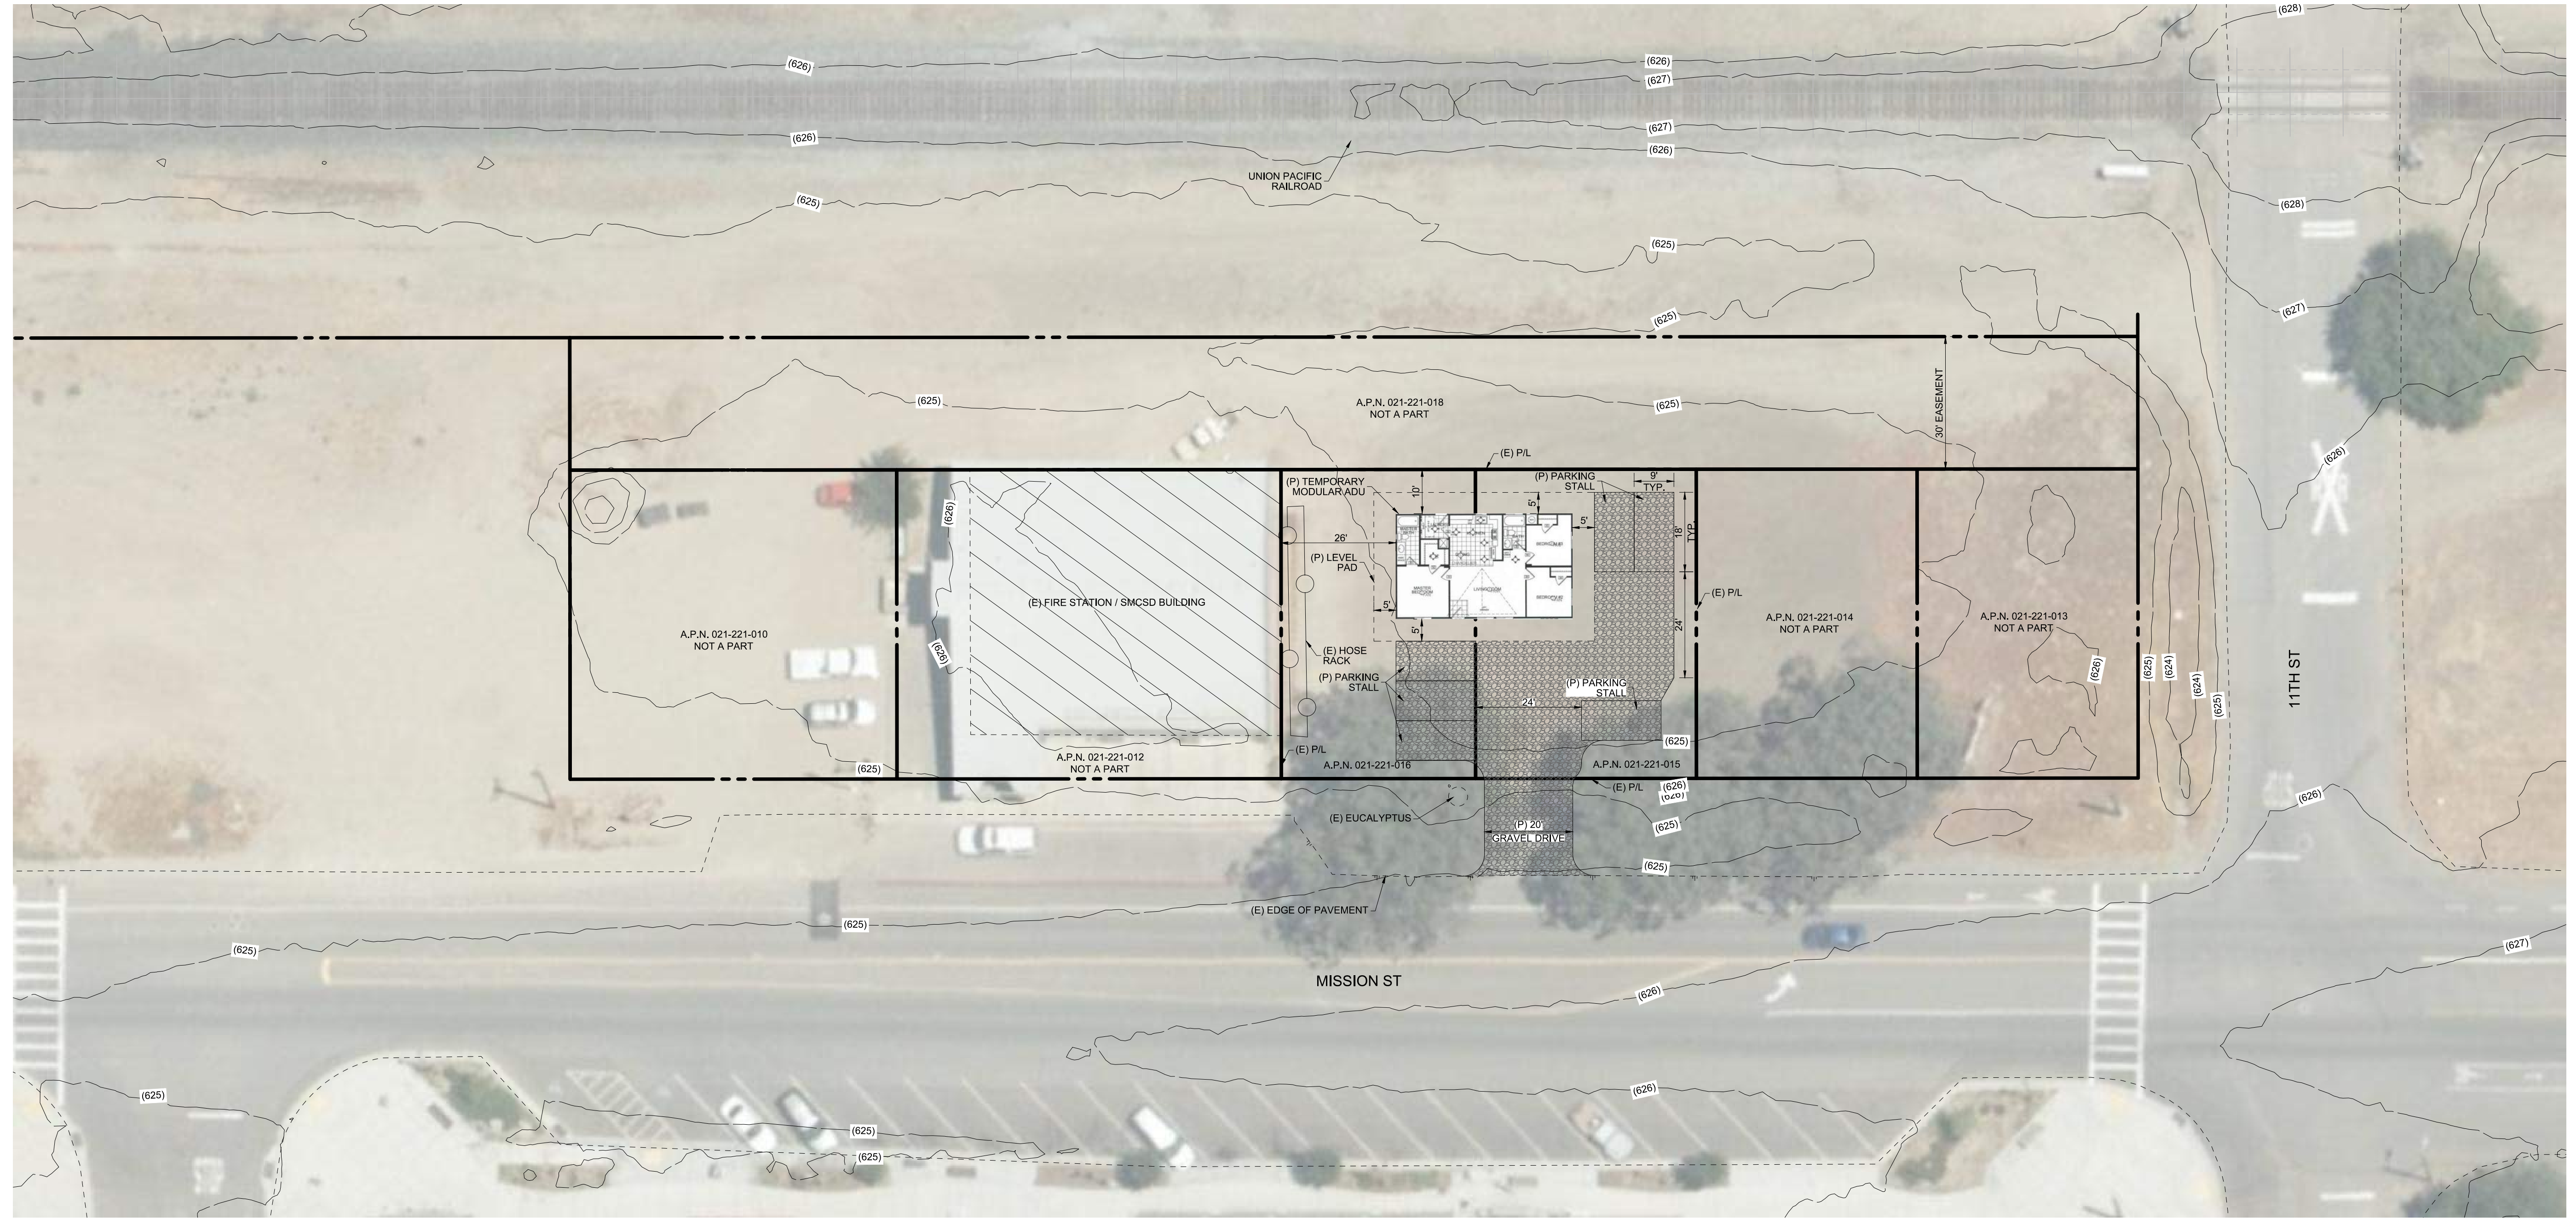 (628)
(626)
(626)
(627)
(626)
(627)
(626)
UNION PACIFIC
RAILROAD
(625)
(628)
(625)
(627)
(625)
30' EASEMENT
(625)
A.P.N. 021-221-018
NOT A PART
(625)
(626)
(E) P/L
(P) TEMPORARY
MODULAR ADU
10'
(P) PARKING
STALL
9'
TYP.
5'
18'
TYP.
(626)
5'
26'
(P) LEVEL
PAD
LIVING ROOM
(E) FIRE STATION / SMCSD BUILDING
5'
5'
24'
(E) P/L
A.P.N. 021-221-010
NOT A PART
A.P.N. 021-221-014
NOT A PART
A.P.N. 021-221-013
NOT A PART
(626)
(E) HOSE
RACK
(P) PARKING
STALL
(P) PARKING
STALL
24'
(626)
(625)
(624)
(624)
(625)
11TH ST
(625)
(E) P/L
A.P.N. 021-221-012
NOT A PART
(625)
A.P.N. 021-221-016
A.P.N. 021-221-015
(E) P/L
(626)
(626)
(626)
(E) EUCALYPTUS
(P) 20'
GRAVEL DRIVE
(625)
(625)
(E) EDGE OF PAVEMENT
(625)
(625)
(627)
MISSION ST
(626)
(626)
(625)
(625)
(625)